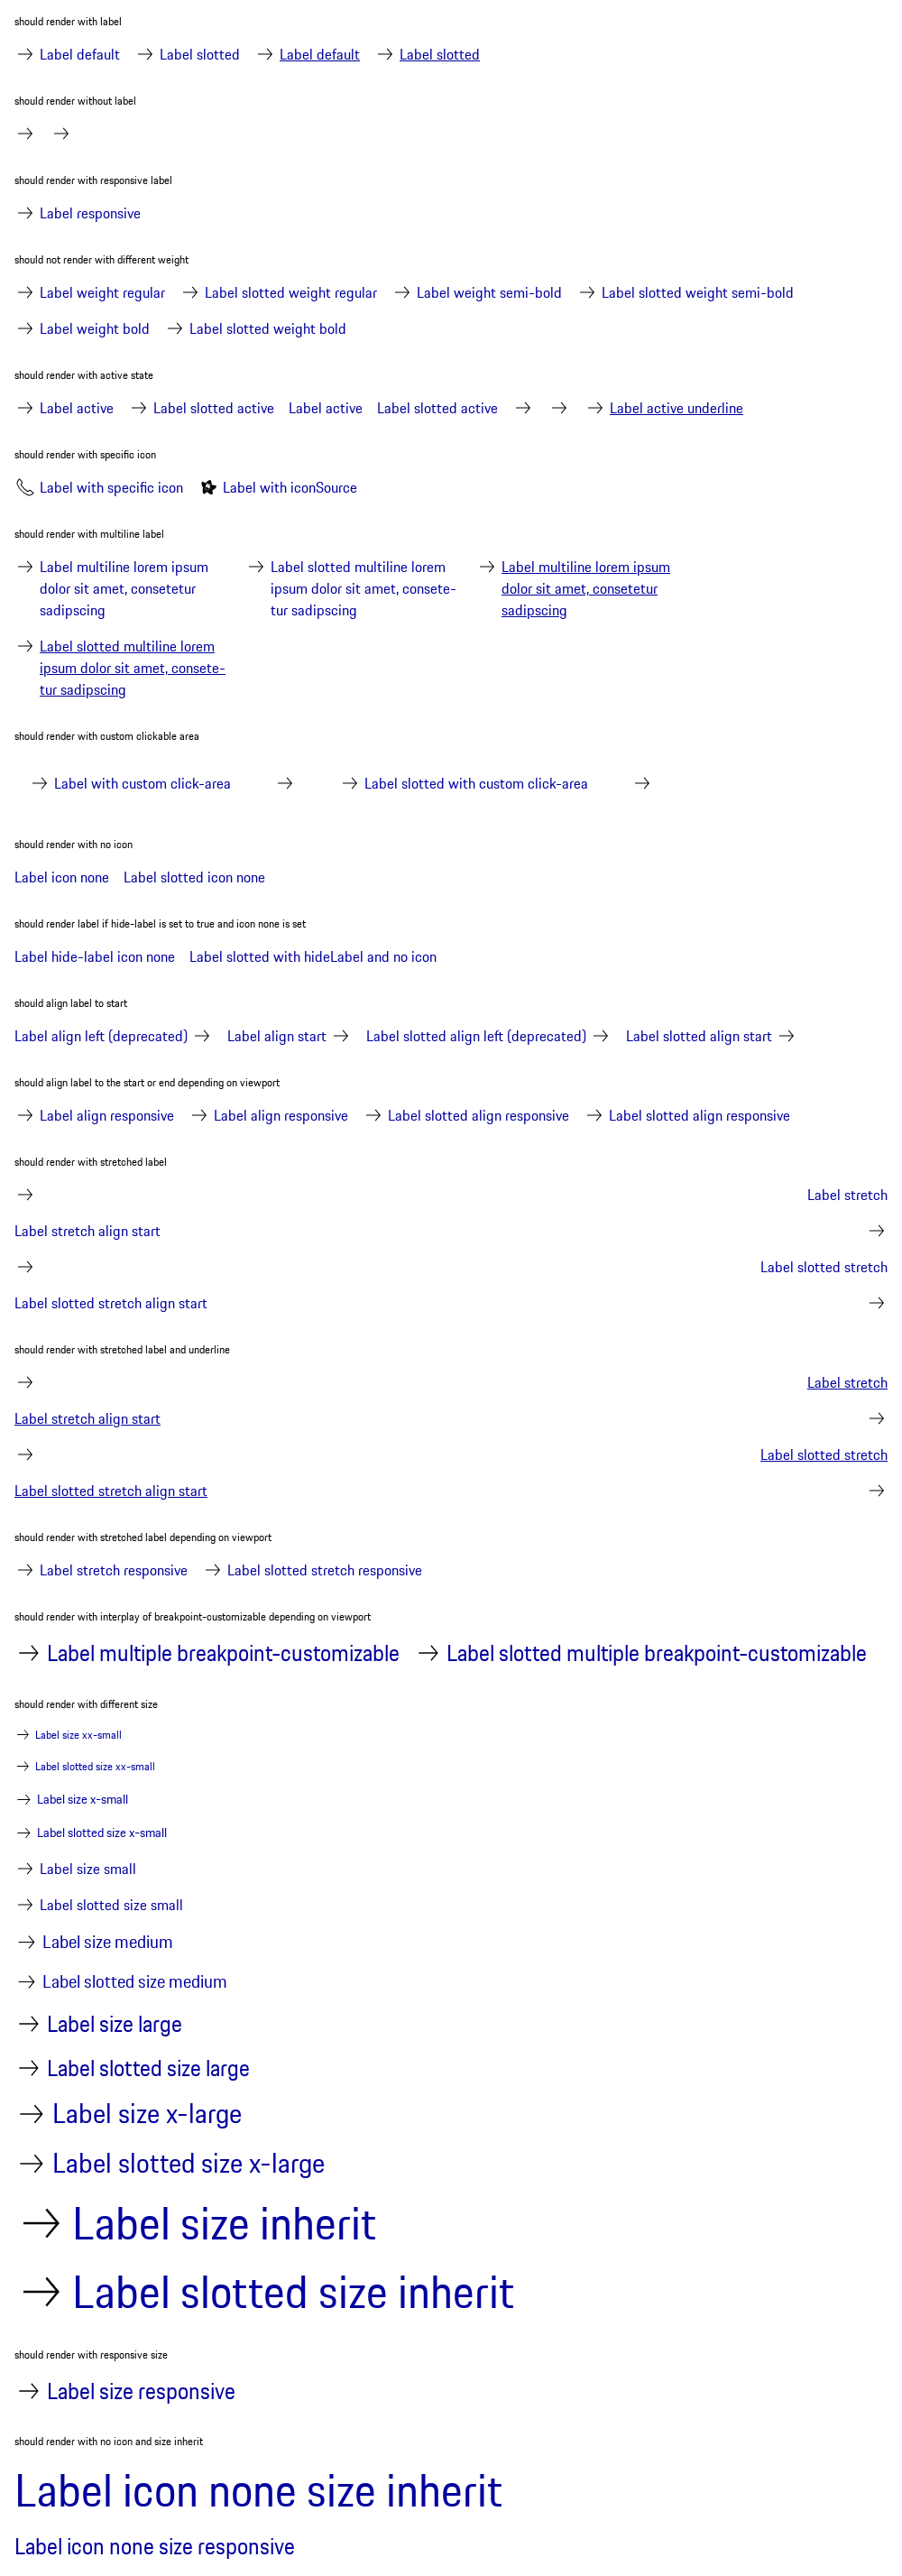 should render with label
Label default Label slotted Label default Label slotted
should render without label
should render with responsive label
Label responsive
should not render with different weight
Label weight regular Label slotted weight regular Label weight semi-bold Label slotted weight semi-bold
Label weight bold Label slotted weight bold
should render with active state
Label active Label slotted active Label active Label slotted active Label active underline
should render with specific icon
Label with specific icon Label with iconSource
should render with multiline label
Label multiline lorem ipsum
dolor sit amet, consetetur
sadipscing
Label slotted multiline lorem
ipsum dolor sit amet, consete-
tur sadipscing
Label multiline lorem ipsum
dolor sit amet, consetetur
sadipscing
Label slotted multiline lorem
ipsum dolor sit amet, consete-
tur sadipscing
should render with custom clickable area
Label with custom click-area Label slotted with custom click-area
should render with no icon
Label icon none Label slotted icon none
should render label if hide-label is set to true and icon none is set
Label hide-label icon none Label slotted with hideLabel and no icon
should align label to start
Label align left (deprecated) Label align start Label slotted align left (deprecated) Label slotted align start
should align label to the start or end depending on viewport
Label align responsive Label align responsive Label slotted align responsive Label slotted align responsive
should render with stretched label
Label stretch
Label stretch align start
Label slotted stretch
Label slotted stretch align start
should render with stretched label and underline
Label stretch
Label stretch align start
Label slotted stretch
Label slotted stretch align start
should render with stretched label depending on viewport
Label stretch responsive Label slotted stretch responsive
should render with interplay of breakpoint-customizable depending on viewport
Label multiple breakpoint-customizable Label slotted multiple breakpoint-customizable
should render with different size
Label size xx-small
Label slotted size xx-small
Label size x-small
Label slotted size x-small
Label size small
Label slotted size small
Label size medium
Label slotted size medium
Label size large
Label slotted size large
Label size x-large
Label slotted size x-large
Label size inherit
Label slotted size inherit
should render with responsive size
Label size responsive
should render with no icon and size inherit
Label icon none size inherit
Label icon none size responsive